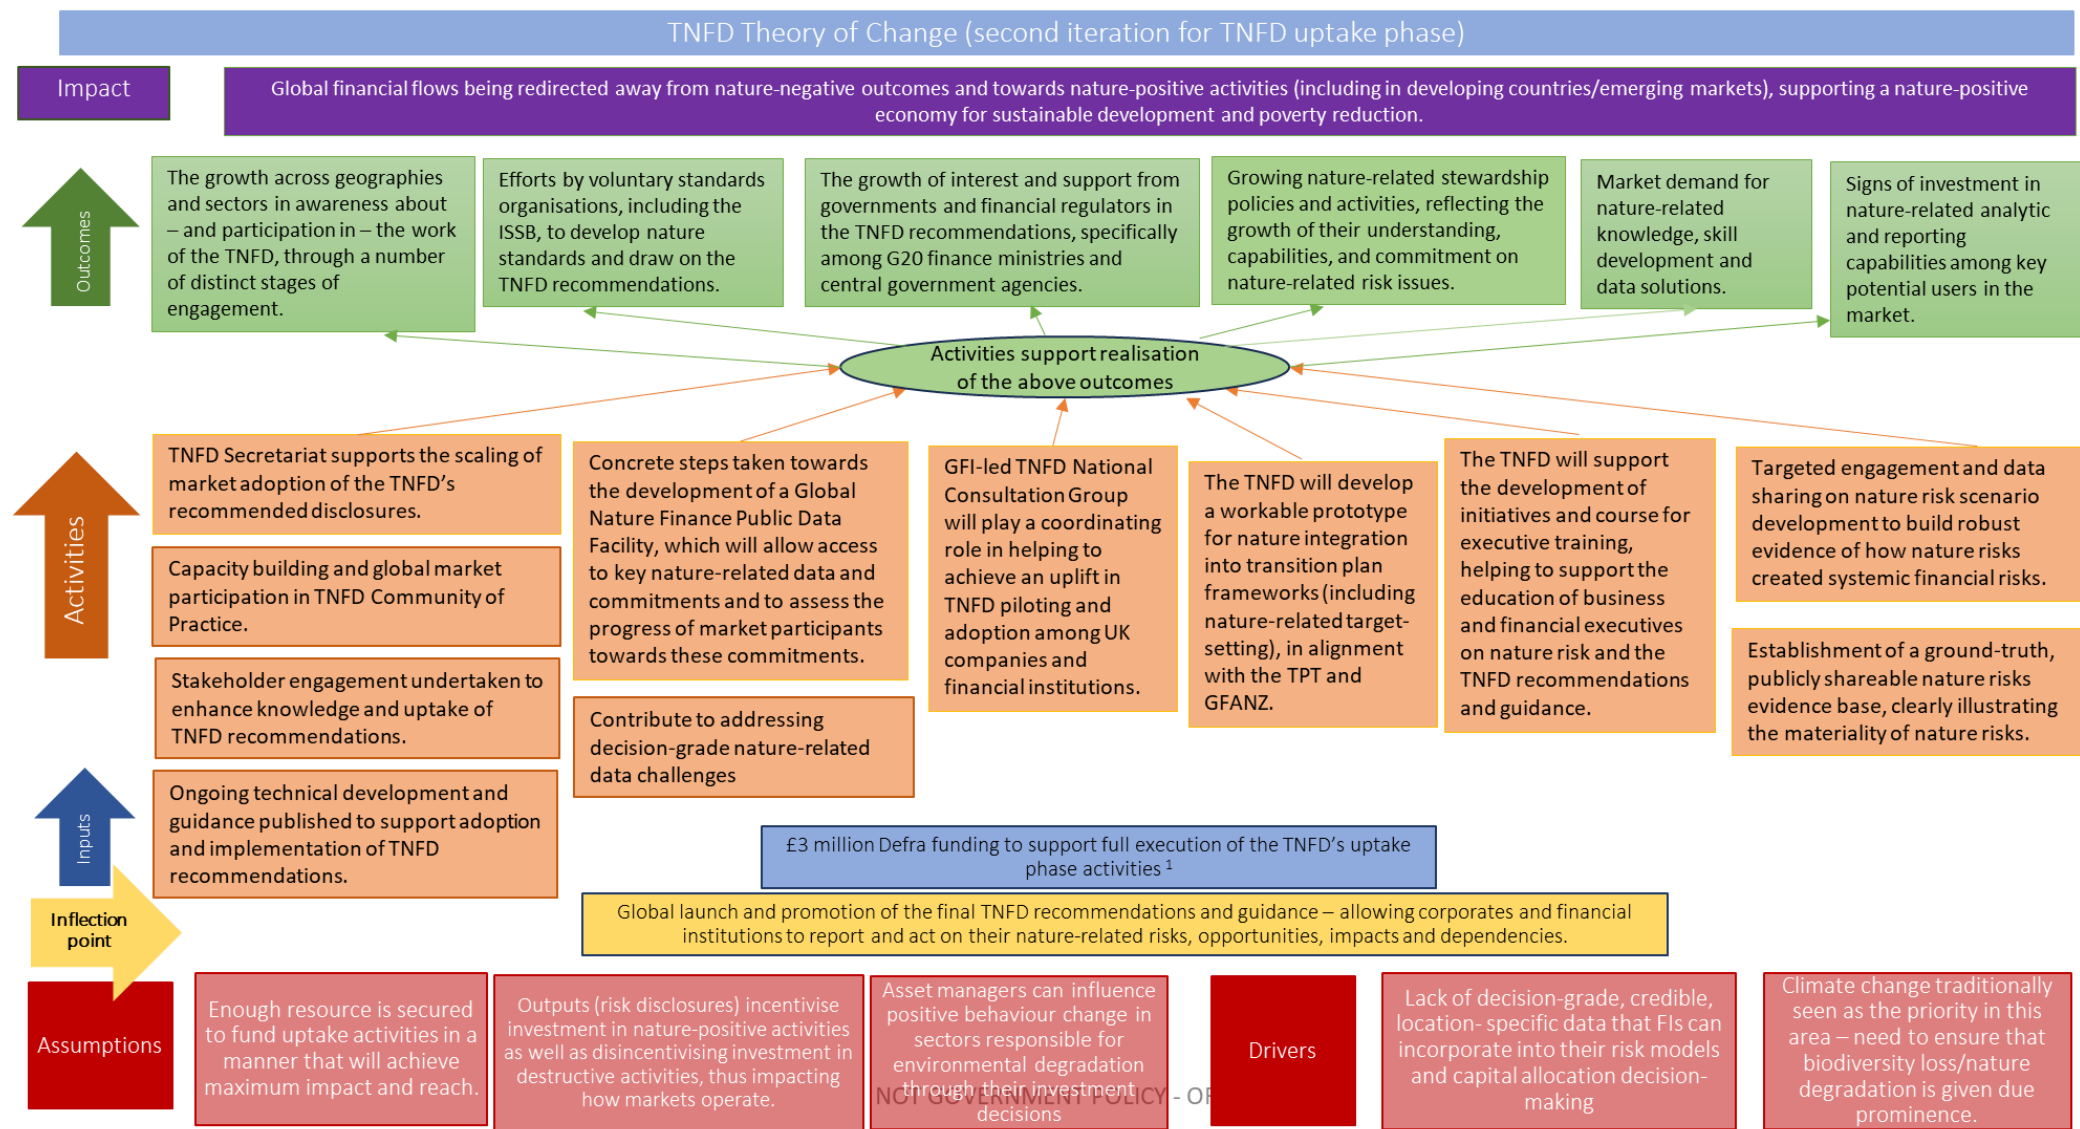 TNFD Theory of Change (second iteration for TNFD uptake phase)
Impact
Global financial flows being redirected away from nature-negative outcomes and towards nature-positive activities (including in developing countries/emerging markets), supporting a nature-positive
economy for sustainable development and poverty reduction.
Outcomes
The growth across geographies
and sectors in awareness about
– and participation in – the work
of the TNFD, through a number
of distinct stages of
engagement.
Efforts by voluntary standards
organisations, including the
ISSB, to develop nature
standards and draw on the
TNFD recommendations.
The growth of interest and support from
governments and financial regulators in
the TNFD recommendations, specifically
among G20 finance ministries and
central government agencies.
Growing nature-related stewardship
policies and activities, reflecting the
growth of their understanding,
capabilities, and commitment on
nature-related risk issues.
Market demand for
nature-related
knowledge, skill
development and
data solutions.
Signs of investment in
nature-related analytic
and reporting
capabilities among key
potential users in the
market.
Activities support realisation
of the above outcomes
Activities
TNFD Secretariat supports the scaling of
market adoption of the TNFD's
recommended disclosures.
Capacity building and global market
participation in TNFD Community of
Practice.
Stakeholder engagement undertaken to
enhance knowledge and uptake of
TNFD recommendations.
Ongoing technical development and
guidance published to support adoption
and implementation of TNFD
recommendations.
Concrete steps taken towards
the development of a Global
Nature Finance Public Data
Facility, which will allow access
to key nature-related data and
commitments and to assess the
progress of market participants
towards these commitments.
Contribute to addressing
decision-grade nature-related
data challenges
GFI-led TNFD National
Consultation Group
will play a coordinating
role in helping to
achieve an uplift in
TNFD piloting and
adoption among UK
companies and
financial institutions.
The TNFD will develop
a workable prototype
for nature integration
into transition plan
frameworks (including
nature-related target-
setting), in alignment
with the TPT and
GFANZ.
The TNFD will support
the development of
initiatives and course for
executive training,
helping to support the
education of business
and financial executives
on nature risk and the
TNFD recommendations
and guidance.
Targeted engagement and data
sharing on nature risk scenario
development to build robust
evidence of how nature risks
created systemic financial risks.
Establishment of a ground-truth,
publicly shareable nature risks
evidence base, clearly illustrating
the materiality of nature risks.
Inputs
£3 million Defra funding to support full execution of the TNFD's uptake
phase activities 1
Inflection
point
Global launch and promotion of the final TNFD recommendations and guidance – allowing corporates and financial
institutions to report and act on their nature-related risks, opportunities, impacts and dependencies.
Assumptions
Enough resource is secured
to fund uptake activities in a
manner that will achieve
maximum impact and reach.
Outputs (risk disclosures) incentivise
investment in nature-positive activities
as well as disincentivising investment in
destructive activities, thus impacting
how markets operate.
Asset managers can influence
positive behaviour change in
sectors responsible for
environmental degradation
through their investment
decisions
Drivers
Lack of decision-grade, credible,
location- specific data that FIs can
incorporate into their risk models
and capital allocation decision-
making
Climate change traditionally
seen as the priority in this
area – need to ensure that
biodiversity loss/nature
degradation is given due
prominence.
NOT GOVERNMENT POLICY -